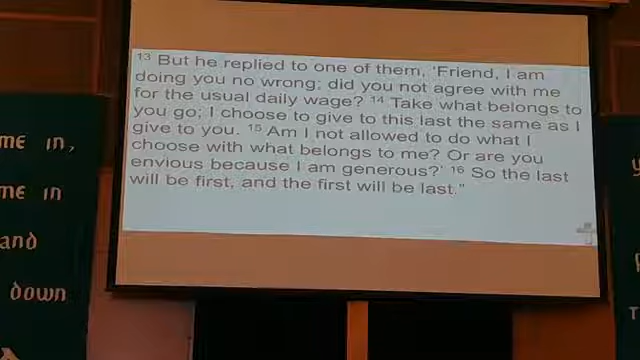 ¹³ But he replied to one of them, ‘Friend, I am
doing you no wrong; did you not agree with me
for the usual daily wage? ¹⁴ Take what belongs to
you go; I choose to give to this last the same as I
give to you. ¹⁵ Am I not allowed to do what I
choose with what belongs to me? Or are you
envious because I am generous?’ ¹⁶ So the last
will be first, and the first will be last.”
me in,
me in
and
down